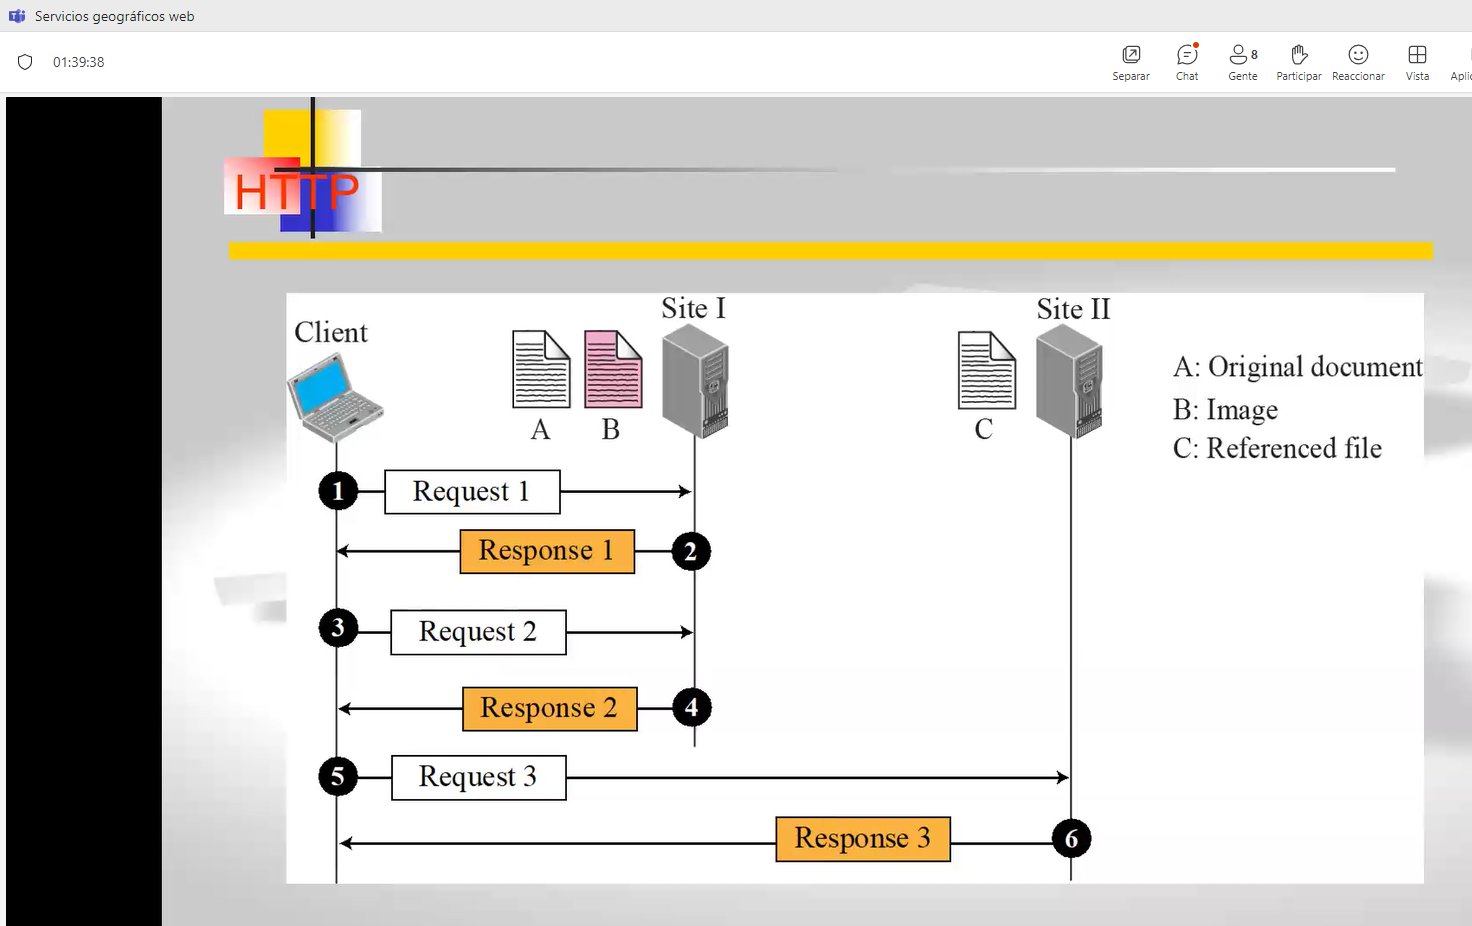 Servicios geográficos web
01:39:38
Separar
Chat
8
Gente
Participar
Reaccionar
Vista
HTTP
Client
Site I
Site II
A
B
C
A: Original document
B: Image
C: Referenced file
1 Request 1
Response 1 2
3 Request 2
Response 2 4
5 Request 3
Response 3 6